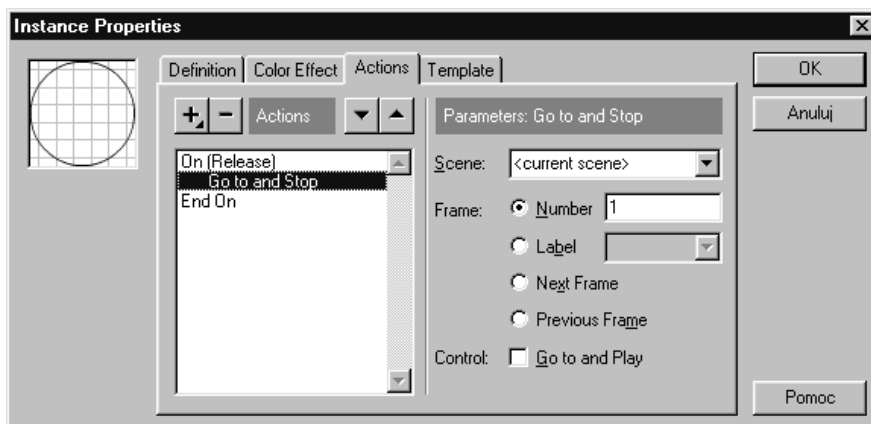 Instance Properties
Definition Color Effect Actions Template
OK
Anuluj
Actions
Parameters: Go to and Stop
On (Release)
Go to and Stop
End On
Scene: <current scene>
Frame: Number 1
Label
Next Frame
Previous Frame
Control: Go to and Play
Pomoc